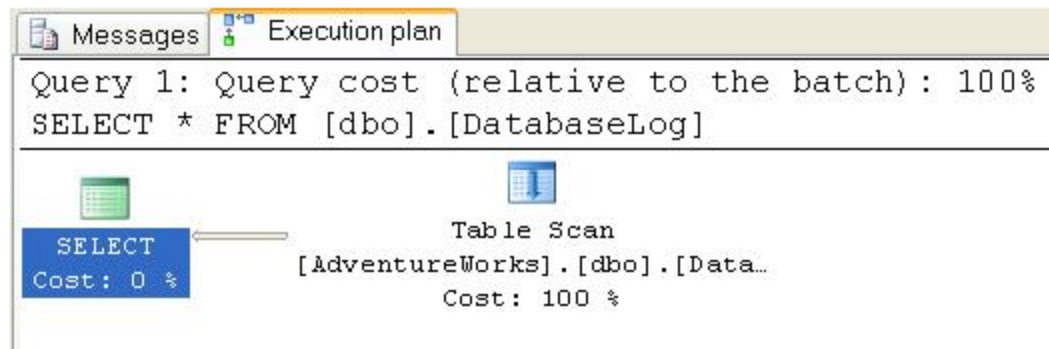 Messages
Execution plan
Query 1: Query cost (relative to the batch): 100%
SELECT * FROM [dbo].[DatabaseLog]
SELECT
Cost: 0 %
Table Scan
[AdventureWorks].[dbo].[Data…
Cost: 100 %